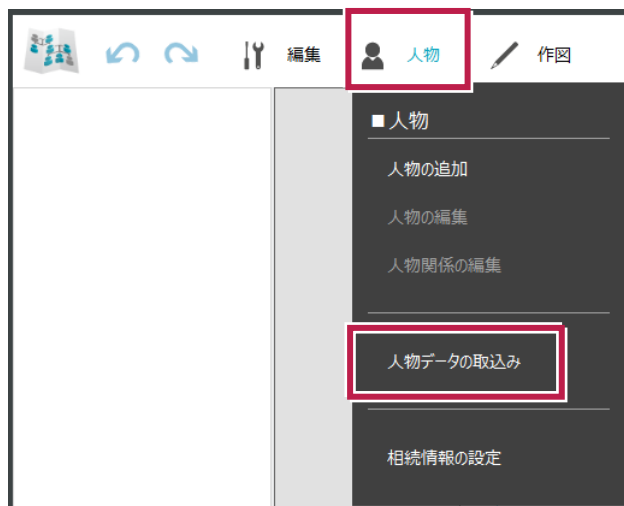 編集 人物 作図
■人物
人物の追加
人物の編集
人物関係の編集
人物データの取込み
相続情報の設定